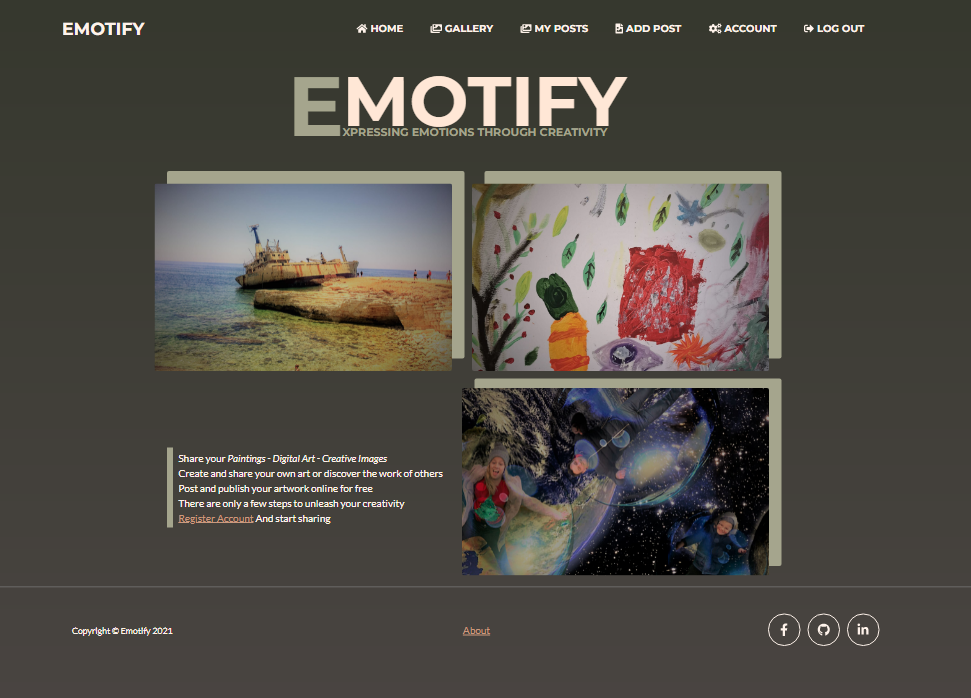 EMOTIFY
HOME GALLERY MY POSTS ADD POST ACCOUNT LOG OUT
EMOTIFY
XPRESSING EMOTIONS THROUGH CREATIVITY
Share your Paintings - Digital Art - Creative Images
Create and share your own art or discover the work of others
Post and publish your artwork online for free
There are only a few steps to unleash your creativity
Register Account And start sharing
Copyright © Emotify 2021
About